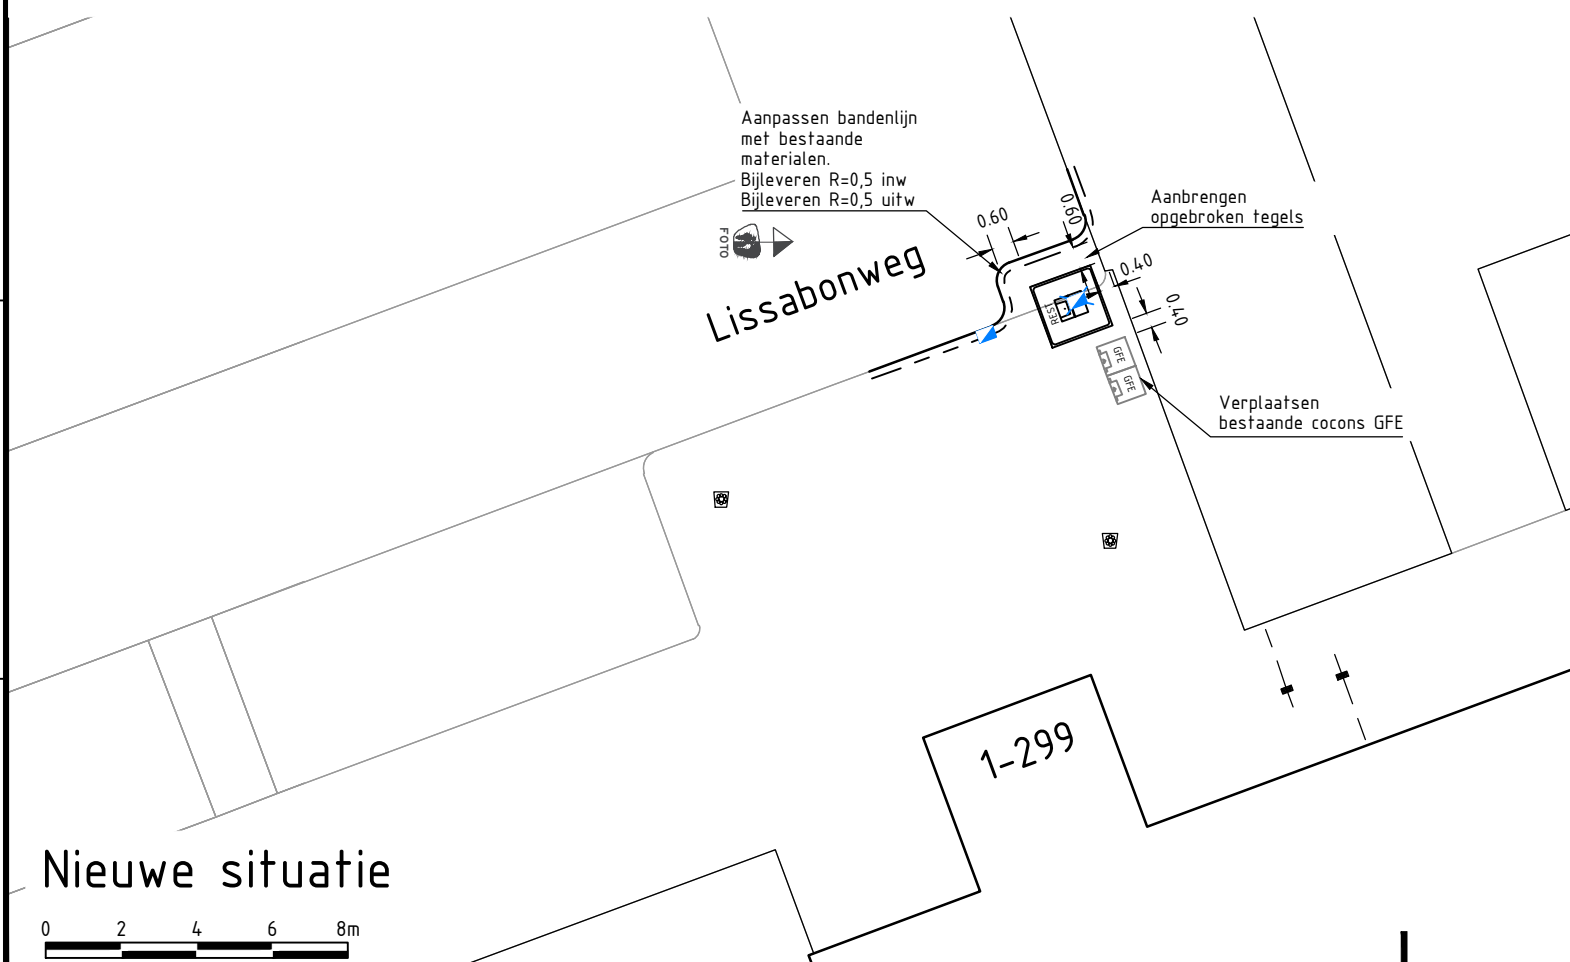 Aanpassen bandenlijn
met bestaande
materialen.
Bijleveren R=0,5 inw
Bijleveren R=0,5 uitw
FOTO
Lissabonweg
0.60
0.60
Aanbrengen
opgebroken tegels
0.40
0.40
REST
GFE
GFE
Verplaatsen
bestaande cocons GFE
1-299
Nieuwe situatie
0 2 4 6 8m